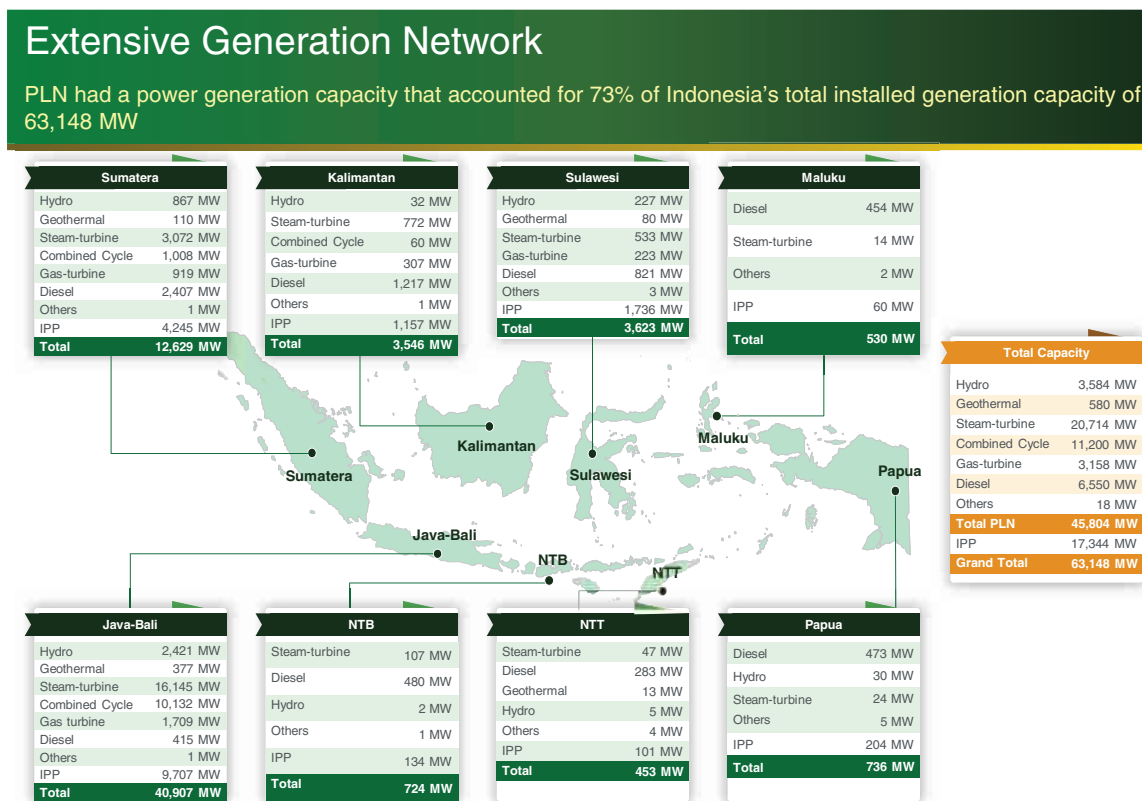 Extensive Generation Network
PLN had a power generation capacity that accounted for 73% of Indonesia's total installed generation capacity of
63,148 MW
Sumatera
Hydro 867 MW
Geothermal 110 MW
Steam-turbine 3,072 MW
Combined Cycle 1,008 MW
Gas-turbine 919 MW
Diesel 2,407 MW
Others 1 MW
IPP 4,245 MW
Total 12,629 MW
Kalimantan
Hydro 32 MW
Steam-turbine 772 MW
Combined Cycle 60 MW
Gas-turbine 307 MW
Diesel 1,217 MW
Others 1 MW
IPP 1,157 MW
Total 3,546 MW
Sulawesi
Hydro 227 MW
Geothermal 80 MW
Steam-turbine 533 MW
Gas-turbine 223 MW
Diesel 821 MW
Others 3 MW
IPP 1,736 MW
Total 3,623 MW
Maluku
Diesel 454 MW
Steam-turbine 14 MW
Others 2 MW
IPP 60 MW
Total 530 MW
Total Capacity
Hydro 3,584 MW
Geothermal 580 MW
Steam-turbine 20,714 MW
Combined Cycle 11,200 MW
Gas-turbine 3,158 MW
Diesel 6,550 MW
Others 18 MW
Total PLN 45,804 MW
IPP 17,344 MW
Grand Total 63,148 MW
Sumatera
Kalimantan
Sulawesi
Maluku
Papua
Java-Bali
NTB
NTT
Java-Bali
Hydro 2,421 MW
Geothermal 377 MW
Steam-turbine 16,145 MW
Combined Cycle 10,132 MW
Gas turbine 1,709 MW
Diesel 415 MW
Others 1 MW
IPP 9,707 MW
Total 40,907 MW
NTB
Steam-turbine 107 MW
Diesel 480 MW
Hydro 2 MW
Others 1 MW
IPP 134 MW
Total 724 MW
NTT
Steam-turbine 47 MW
Diesel 283 MW
Geothermal 13 MW
Hydro 5 MW
Others 4 MW
IPP 101 MW
Total 453 MW
Papua
Diesel 473 MW
Hydro 30 MW
Steam-turbine 24 MW
Others 5 MW
IPP 204 MW
Total 736 MW